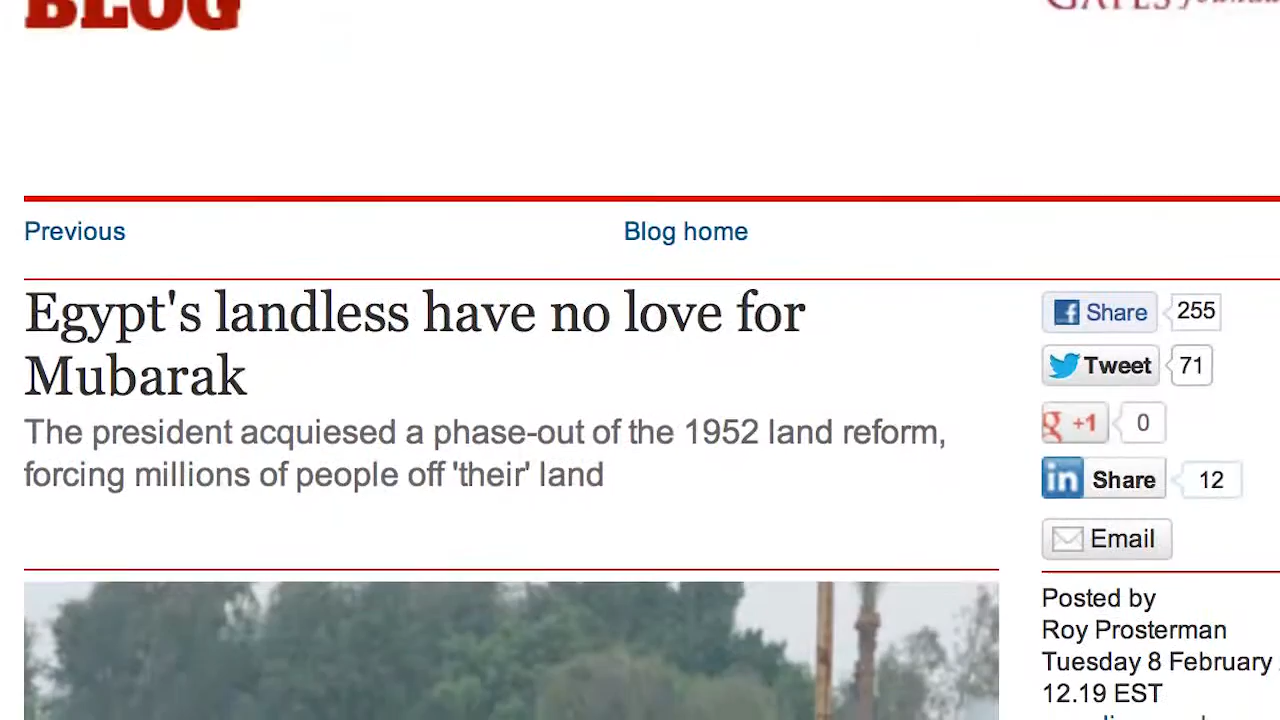 BLOG
GATES
Previous
Blog home
Egypt's landless have no love for
Mubarak
The president acquiesed a phase-out of the 1952 land reform,
forcing millions of people off 'their' land
Share 255
Tweet 71
+1 0
in Share 12
Email
Posted by
Roy Prosterman
Tuesday 8 February
12.19 EST